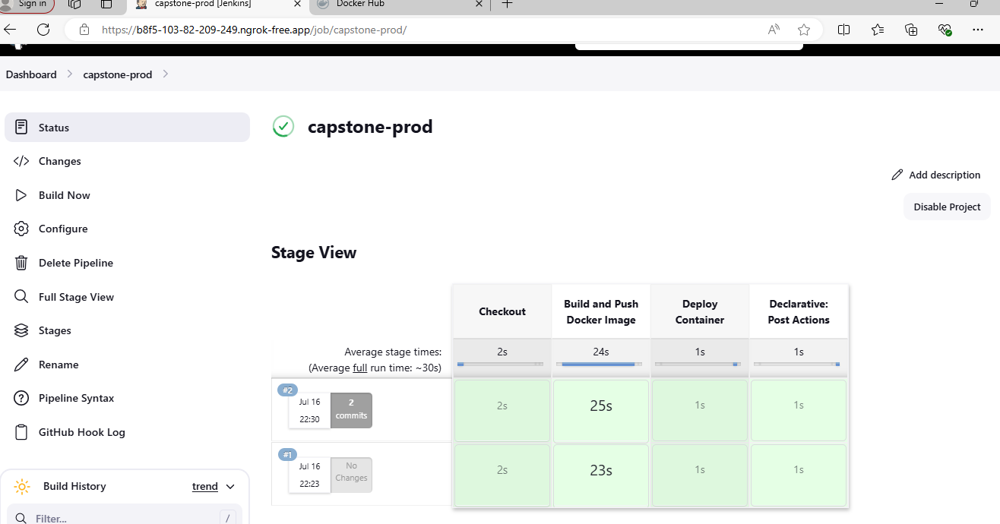 Sign in
capstone-prod [Jenkins]
Docker Hub
https://b8f5-103-82-209-249.ngrok-free.app/job/capstone-prod/
Dashboard
capstone-prod
Status
Changes
Build Now
Configure
Delete Pipeline
Full Stage View
Stages
Rename
Pipeline Syntax
GitHub Hook Log
Build History
trend
Filter...
/
capstone-prod
Add description
Disable Project
Stage View
Checkout
Build and Push
Docker Image
Deploy
Container
Declarative:
Post Actions
Average stage times:
(Average full run time: ~30s)
2s
24s
1s
1s
#2
Jul 16
22:30
2
commits
2s
25s
1s
1s
#1
Jul 16
22:23
No
Changes
2s
23s
1s
1s